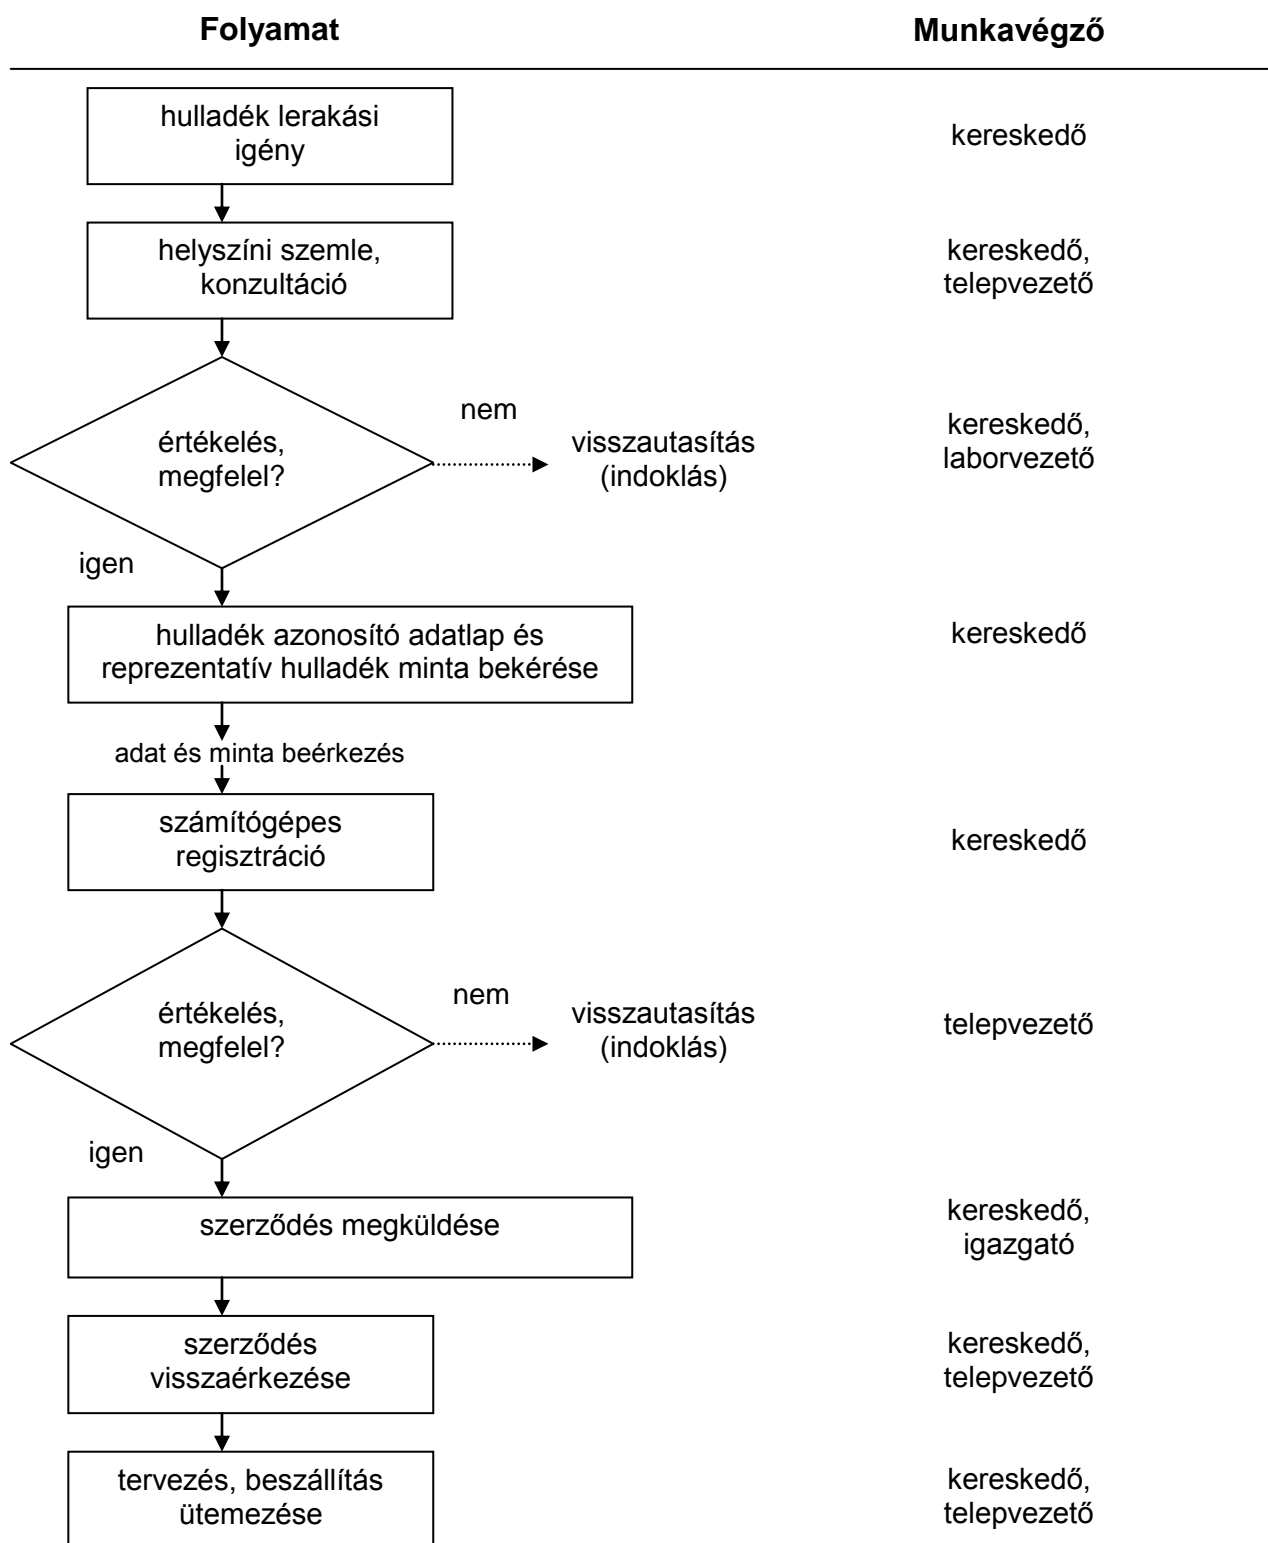 Folyamat
Munkavégző
hulladék lerakási
igény
kereskedő
helyszíni szemle,
konzultáció
kereskedő,
telepvezető
értékelés,
megfelel?
nem
visszautasítás
(indoklás)
kereskedő,
laborvezető
igen
hulladék azonosító adatlap és
reprezentatív hulladék minta bekérése
kereskedő
adat és minta beérkezés
számítógépes
regisztráció
kereskedő
értékelés,
megfelel?
nem
visszautasítás
(indoklás)
telepvezető
igen
szerződés megküldése
kereskedő,
igazgató
szerződés
visszaérkezése
kereskedő,
telepvezető
tervezés, beszállítás
ütemezése
kereskedő,
telepvezető